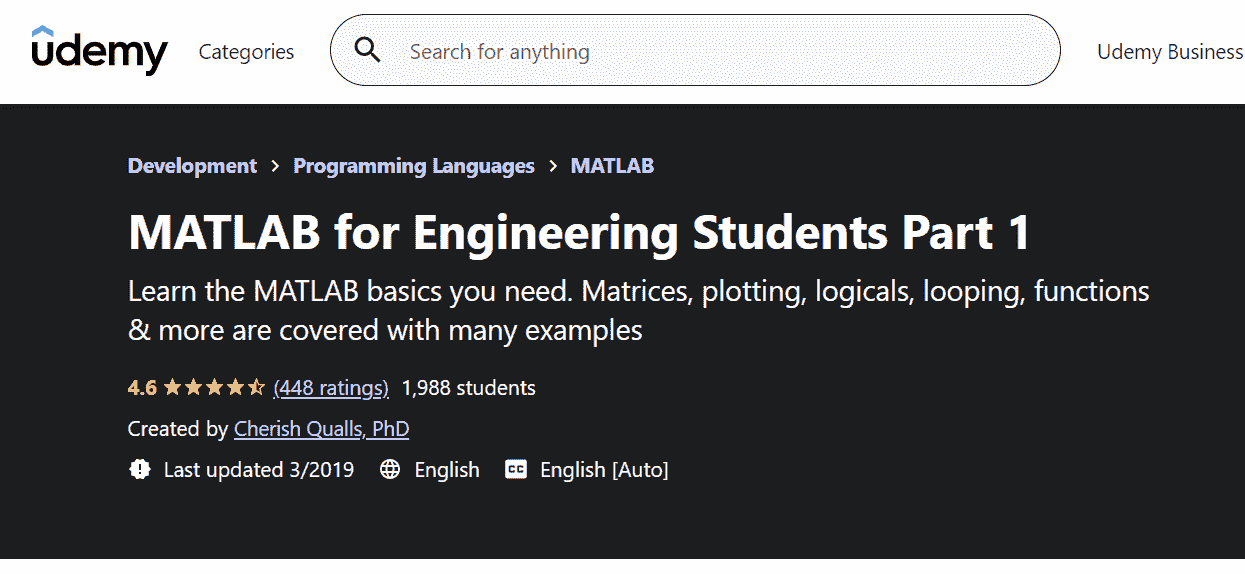 udemy Categories Search for anything Udemy Business
Development > Programming Languages > MATLAB
MATLAB for Engineering Students Part 1
Learn the MATLAB basics you need. Matrices, plotting, logicals, looping, functions
& more are covered with many examples
4.6 (448 ratings) 1,988 students
Created by Cherish Qualls, PhD
Last updated 3/2019 English CC English [Auto]